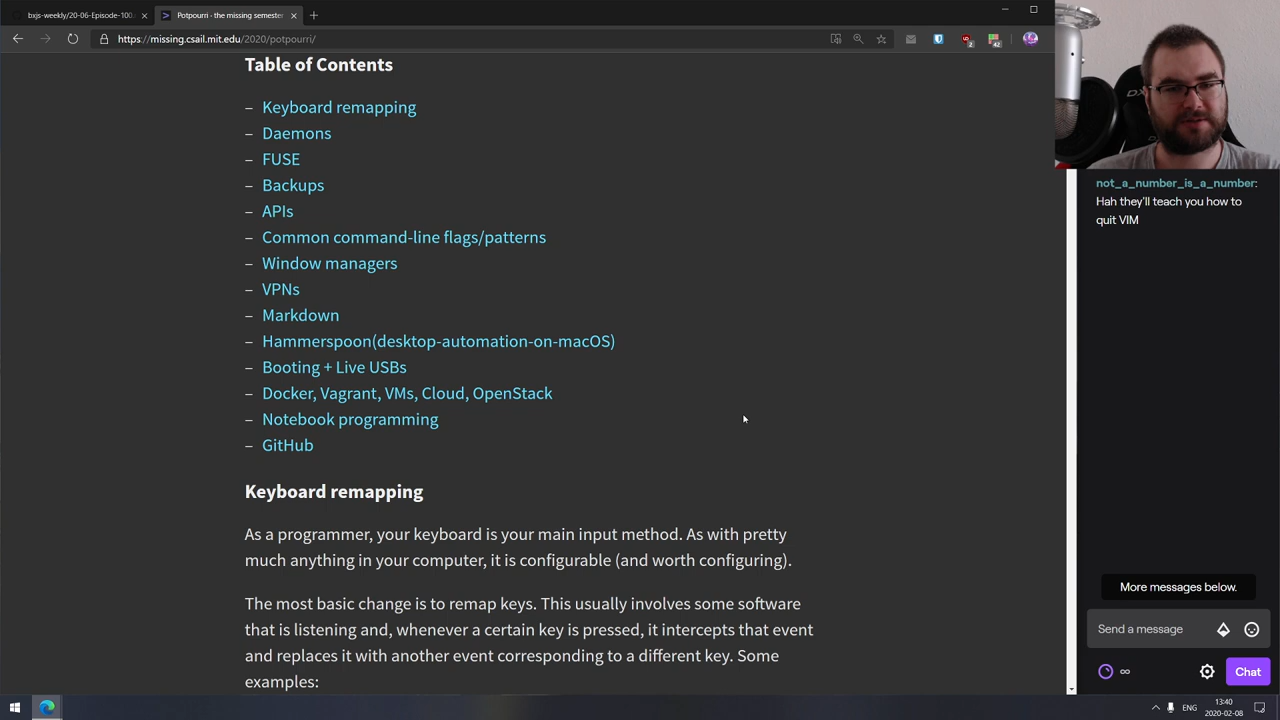 bxjs-weekly/20-06-Episode-100.
Potpourri · the missing semester
https://missing.csail.mit.edu/2020/potpourri/
2
42
Table of Contents
– Keyboard remapping
– Daemons
– FUSE
– Backups
– APIs
– Common command-line flags/patterns
– Window managers
– VPNs
– Markdown
– Hammerspoon(desktop-automation-on-macOS)
– Booting + Live USBs
– Docker, Vagrant, VMs, Cloud, OpenStack
– Notebook programming
– GitHub
Keyboard remapping
As a programmer, your keyboard is your main input method. As with pretty
much anything in your computer, it is configurable (and worth configuring).
The most basic change is to remap keys. This usually involves some software
that is listening and, whenever a certain key is pressed, it intercepts that event
and replaces it with another event corresponding to a different key. Some
examples:
DX
not_a_number_is_a_number:
Hah they'll teach you how to
quit VIM
More messages below.
Send a message
∞
Chat
ENG
13:40
2020-02-08